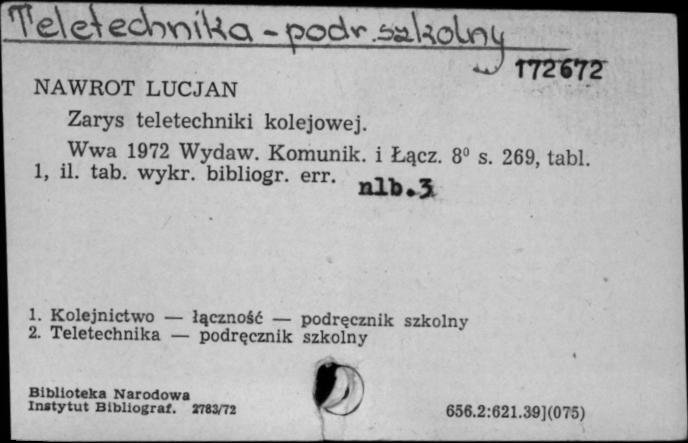 Teletechnika - podr. szkolny
172672
NAWROT LUCJAN
Zarys teletechniki kolejowej.
Wwa 1972 Wydaw. Komunik. i Łącz. 8⁰ s. 269, tabl.
1, il. tab. wykr. bibliogr. err. nlb.3
1. Kolejnictwo — łączność — podręcznik szkolny
2. Teletechnika — podręcznik szkolny
Biblioteka Narodowa
Instytut Bibliograf. 2783/72
656.2:621.39](075)